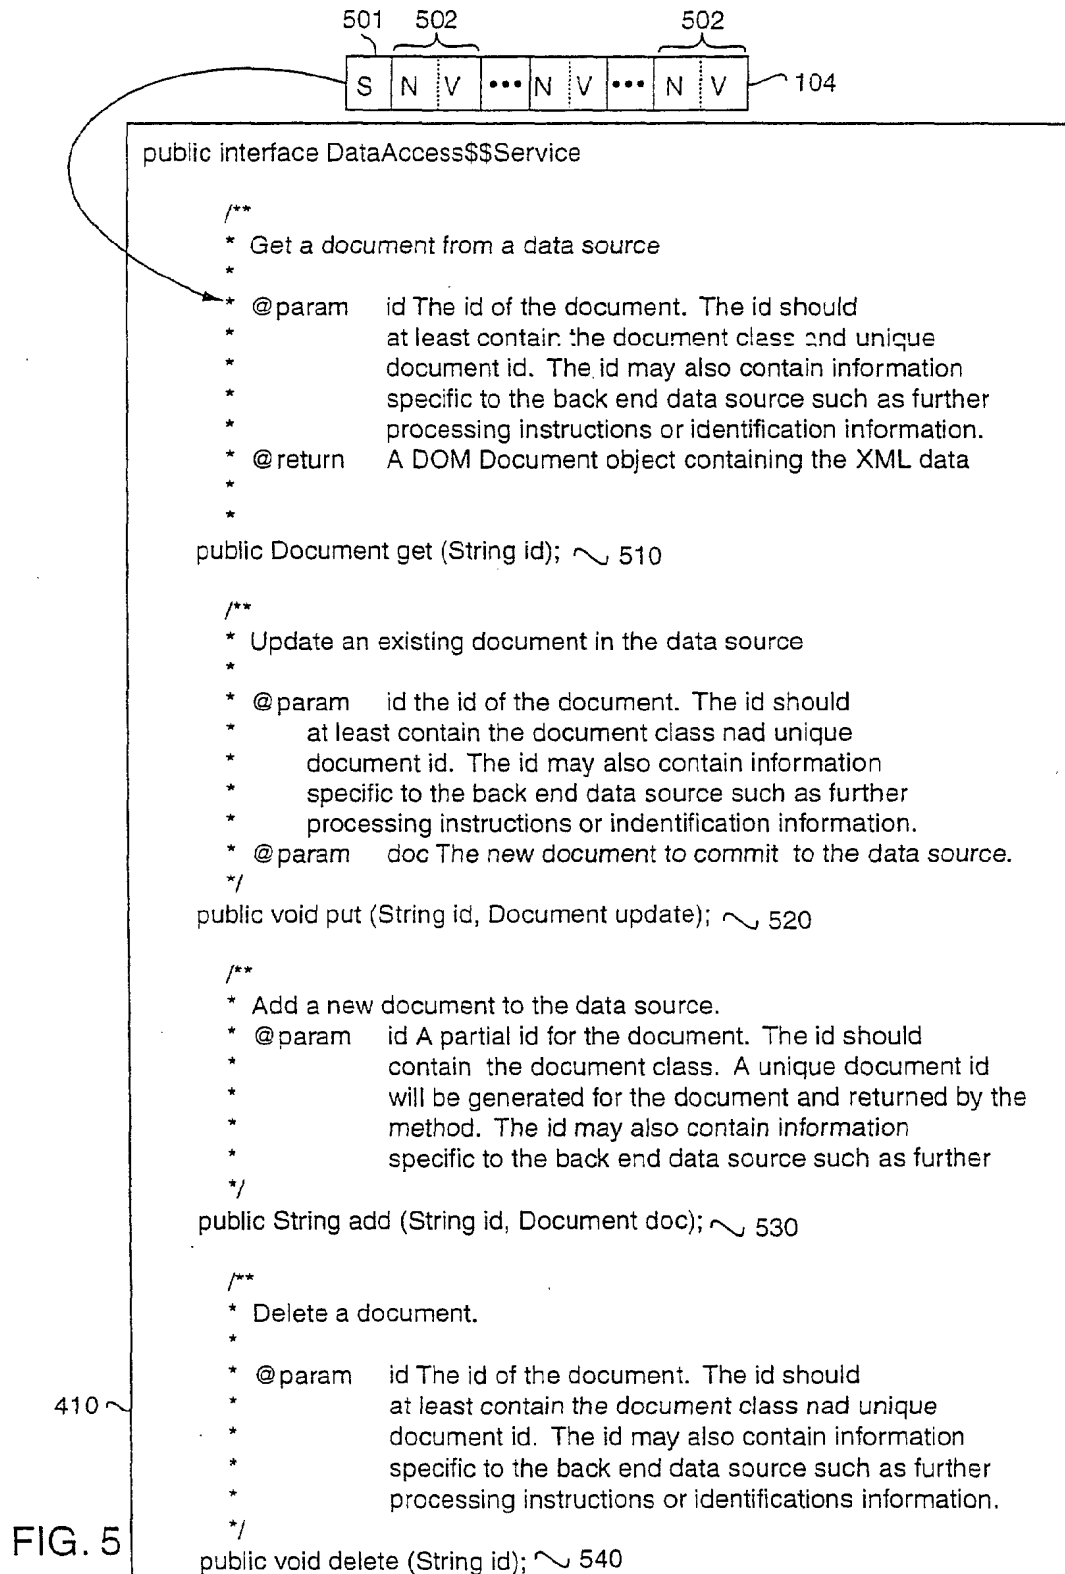 501 502 502
S N V ••• N V ••• N V 104
public interface DataAccess$$Service
/**
* Get a document from a data source
*
* @param id The id of the document. The id should
* at least contain the document class and unique
* document id. The id may also contain information
* specific to the back end data source such as further
* processing instructions or identification information.
* @return A DOM Document object containing the XML data
*
*
public Document get (String id); 510
/**
* Update an existing document in the data source
*
* @param id the id of the document. The id should
* at least contain the document class nad unique
* document id. The id may also contain information
* specific to the back end data source such as further
* processing instructions or indentification information.
* @param doc The new document to commit to the data source.
*/
public void put (String id, Document update); 520
/**
* Add a new document to the data source.
* @param id A partial id for the document. The id should
* contain the document class. A unique document id
* will be generated for the document and returned by the
* method. The id may also contain information
* specific to the back end data source such as further
*/
public String add (String id, Document doc); 530
/**
* Delete a document.
*
* @param id The id of the document. The id should
410 * at least contain the document class nad unique
* document id. The id may also contain information
* specific to the back end data source such as further
* processing instructions or identifications information.
*/
FIG. 5
public void delete (String id); 540